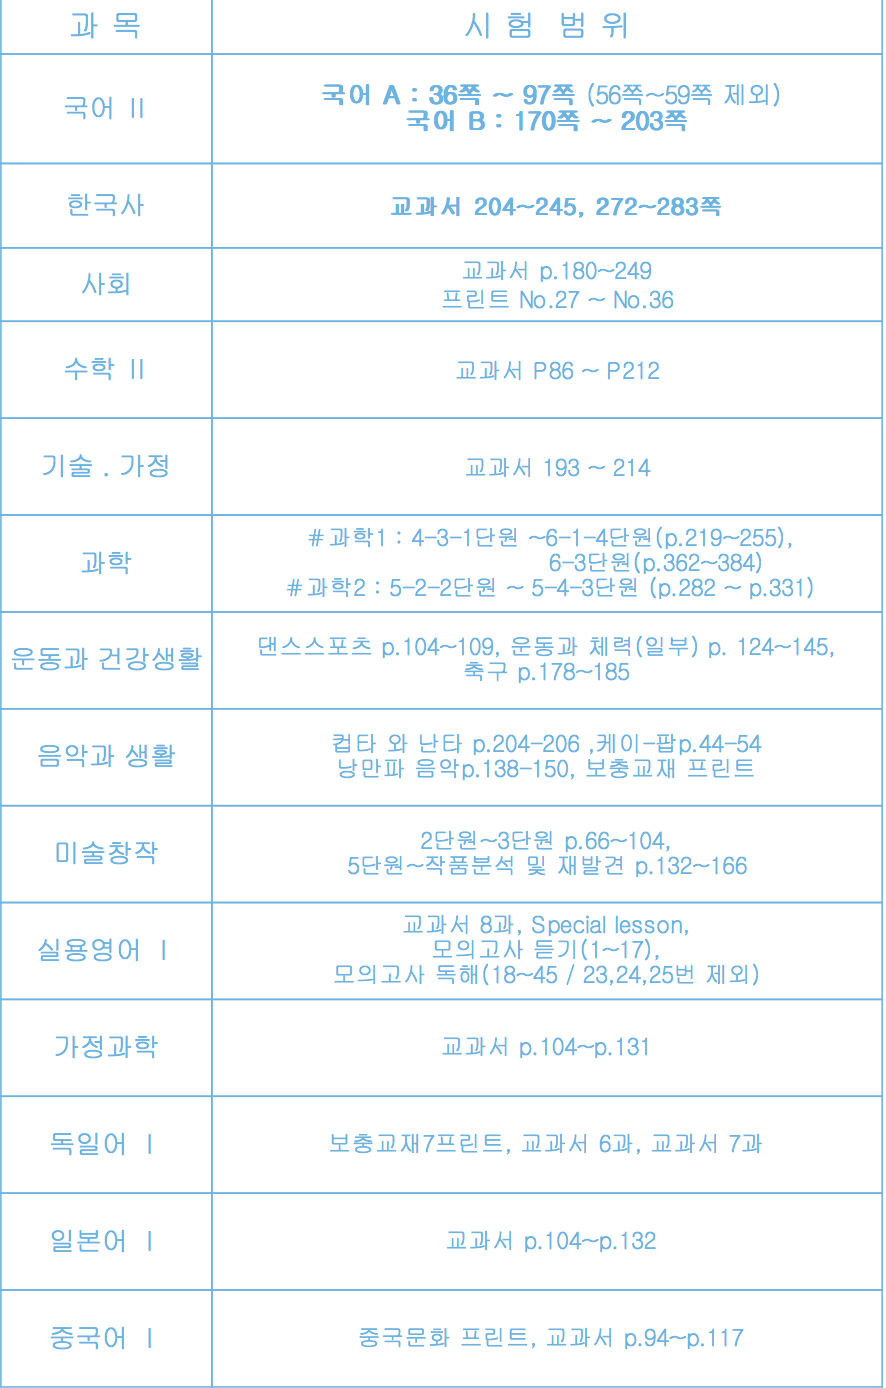 과 목
시 험 범 위
국어 Ⅱ
국어 A : 36쪽 ~ 97쪽 (56쪽~59쪽 제외)
국어 B : 170쪽 ~ 203쪽
한국사
교과서 204~245, 272~283쪽
사회
교과서 p.180~249
프린트 No.27 ~ No.36
수학 Ⅱ
교과서 P86 ~ P212
기술 . 가정
교과서 193 ~ 214
과학
#과학1 : 4-3-1단원 ~6-1-4단원(p.219~255),
6-3단원(p.362~384)
#과학2 : 5-2-2단원 ~ 5-4-3단원 (p.282 ~ p.331)
운동과 건강생활
댄스스포츠 p.104~109, 운동과 체력(일부) p. 124~145,
축구 p.178~185
음악과 생활
컵타 와 난타 p.204-206 ,케이-팝p.44-54
낭만파 음악p.138-150, 보충교재 프린트
미술창작
2단원~3단원 p.66~104,
5단원~작품분석 및 재발견 p.132~166
실용영어 Ⅰ
교과서 8과, Special lesson,
모의고사 듣기(1~17),
모의고사 독해(18~45 / 23,24,25번 제외)
가정과학
교과서 p.104~p.131
독일어 Ⅰ
보충교재7프린트, 교과서 6과, 교과서 7과
일본어 Ⅰ
교과서 p.104~p.132
중국어 Ⅰ
중국문화 프린트, 교과서 p.94~p.117